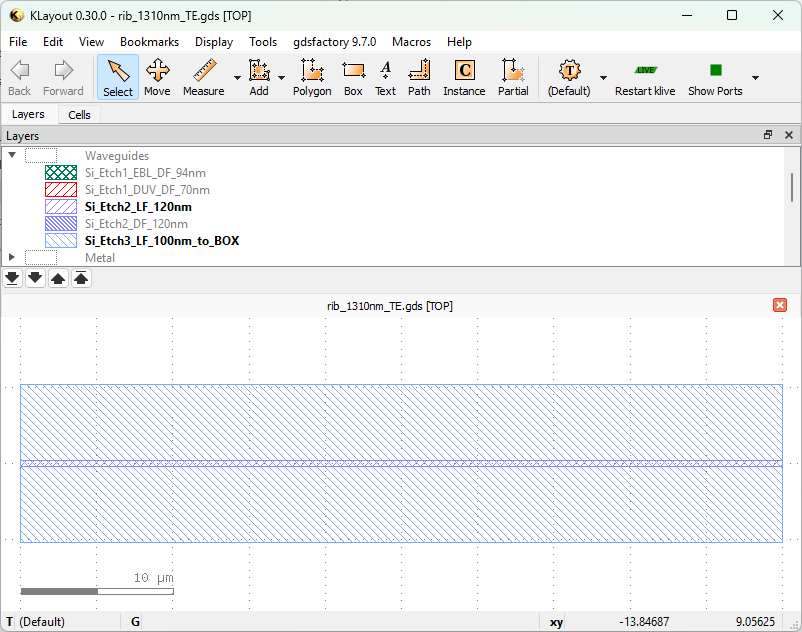 KLayout 0.30.0 - rib_1310nm_TE.gds [TOP]
File Edit View Bookmarks Display Tools gdsfactory 9.7.0 Macros Help
LIVE
Back Forward Select Move Measure Add Polygon Box Text Path Instance Partial (Default) Restart klive Show Ports
Layers Cells
Layers
Waveguides
Si_Etch1_EBL_DF_94nm
Si_Etch1_DUV_DF_70nm
Si_Etch2_LF_120nm
Si_Etch2_DF_120nm
Si_Etch3_LF_100nm_to_BOX
Metal
rib_1310nm_TE.gds [TOP]
10 µm
T (Default) G xy -13.84687 9.05625